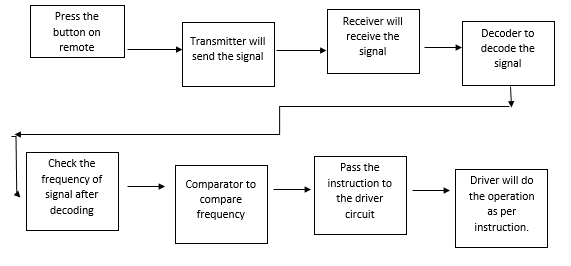 Press the
button on
remote
Transmitter will
send the signal
Receiver will
receive the
signal
Decoder to
decode the
signal
Check the
frequency of
signal after
decoding
Comparator to
compare
frequency
Pass the
instruction to
the driver
circuit
Driver will do
the operation
as per
instruction.